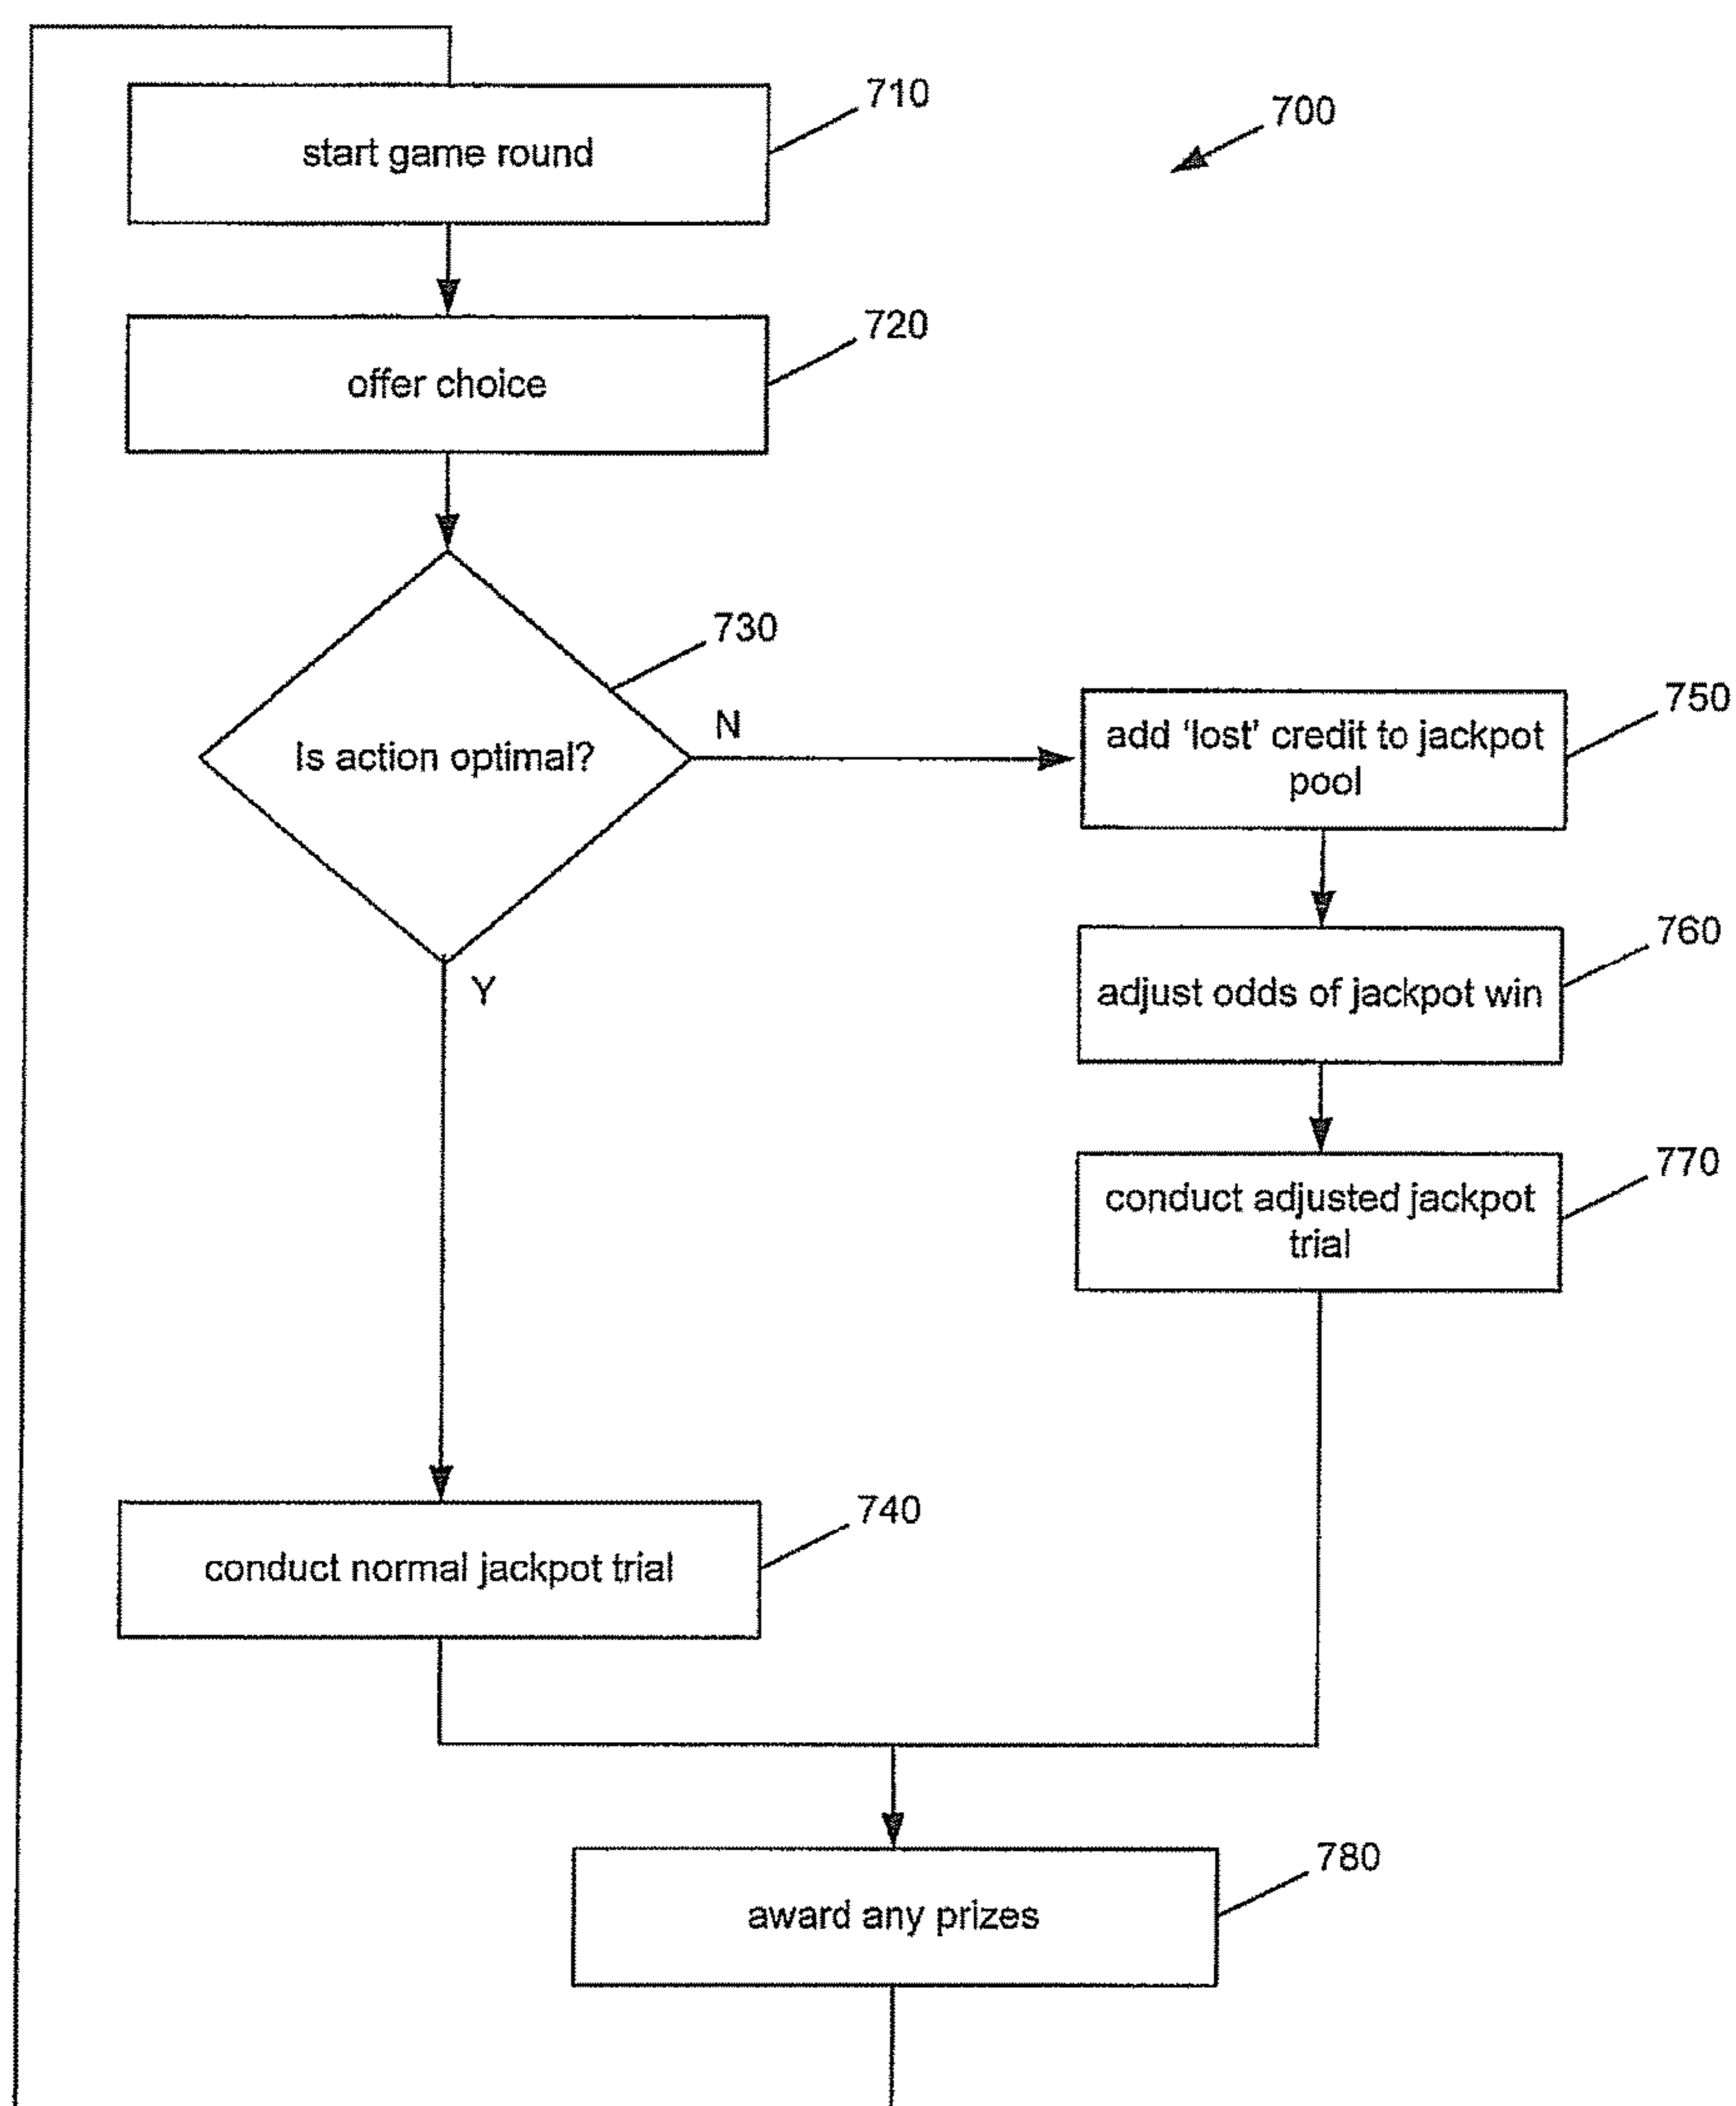 710
700
start game round
720
offer choice
730
N
Is action optimal?
750
add 'lost' credit to jackpot
pool
760
adjust odds of jackpot win
Y
770
conduct adjusted jackpot
trial
740
conduct normal jackpot trial
780
award any prizes